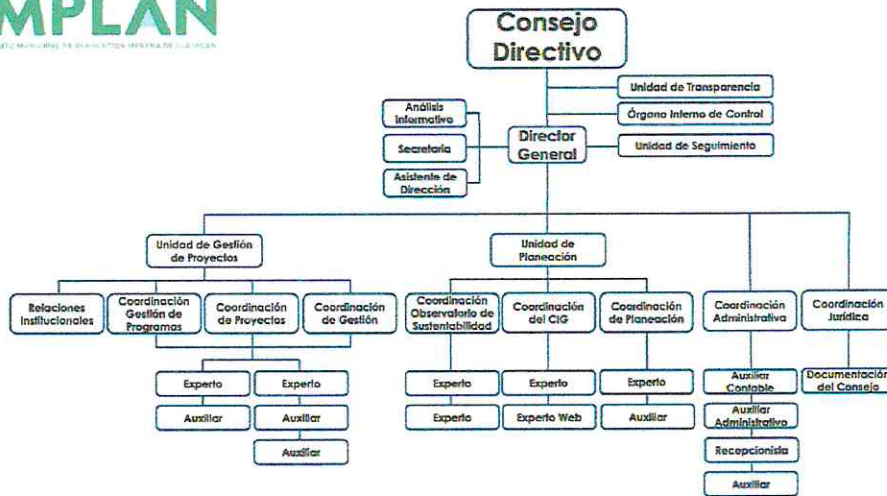 MPLAN
Consejo
Directivo
Unidad de Transparencia
Órgano Interno de Control
Análisis
Informativo
Director
General
Secretaria
Unidad de Seguimiento
Asistente de
Dirección
Unidad de Gestión
de Proyectos
Unidad de
Planeación
Relaciones
Institucionales
Coordinación
Gestión de
Programas
Coordinación
de Proyectos
Coordinación
de Gestión
Coordinación
Observatorio de
Sustentabilidad
Coordinación
del CIG
Coordinación
de Planeación
Coordinación
Administrativa
Coordinación
Jurídica
Experto
Experto
Experto
Experto
Experto
Auxiliar
Contable
Documentación
del Consejo
Auxiliar
Auxiliar
Experto
Experto Web
Auxiliar
Auxiliar
Administrativo
Auxiliar
Recepcionista
Auxiliar